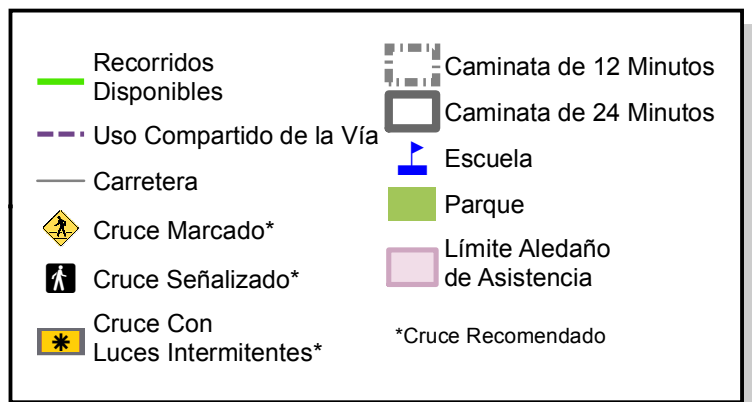 Recorridos
Disponibles
Uso Compartido de la Vía
Carretera
Cruce Marcado*
Cruce Señalizado*
Cruce Con
Luces Intermitentes*
Caminata de 12 Minutos
Caminata de 24 Minutos
Escuela
Parque
Límite Aledaño
de Asistencia
*Cruce Recomendado